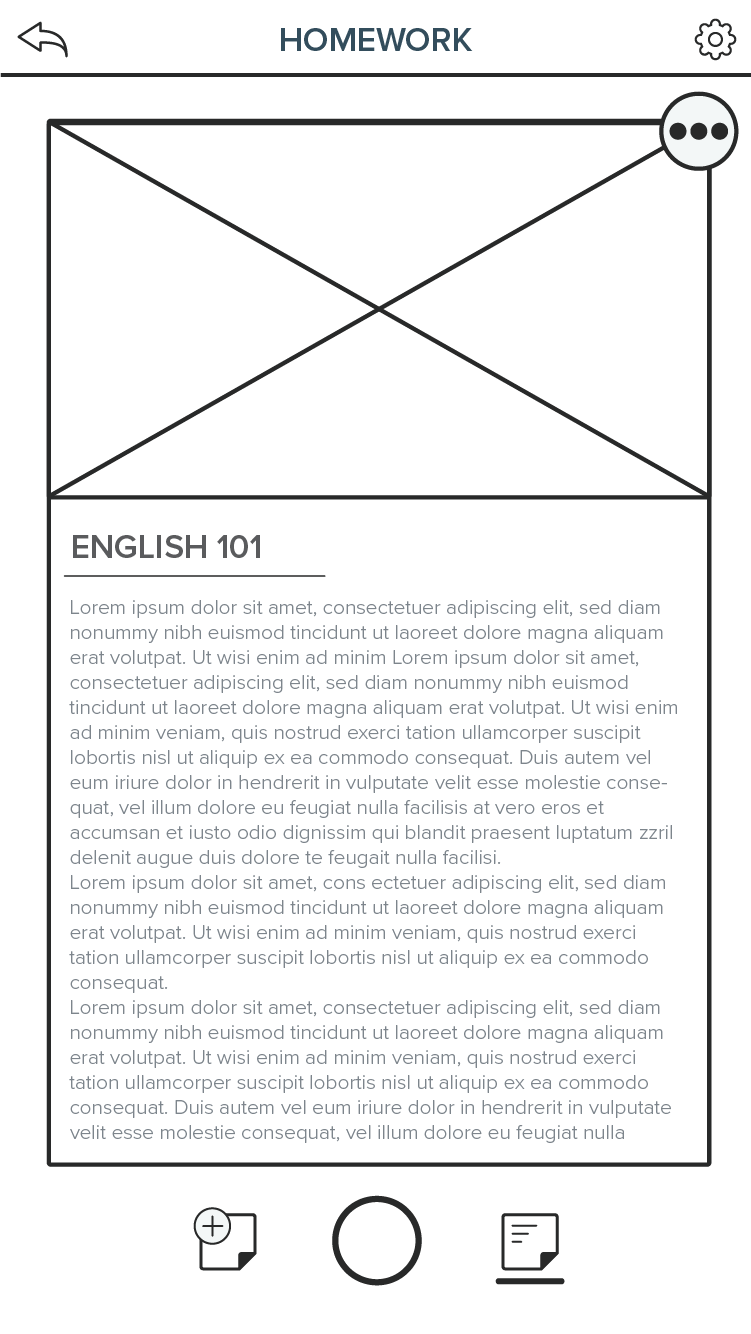 HOMEWORK
ENGLISH 101
Lorem ipsum dolor sit amet, consectetuer adipiscing elit, sed diam
nonummy nibh euismod tincidunt ut laoreet dolore magna aliquam
erat volutpat. Ut wisi enim ad minim Lorem ipsum dolor sit amet,
consectetuer adipiscing elit, sed diam nonummy nibh euismod
tincidunt ut laoreet dolore magna aliquam erat volutpat. Ut wisi enim
ad minim veniam, quis nostrud exerci tation ullamcorper suscipit
lobortis nisl ut aliquip ex ea commodo consequat. Duis autem vel
eum iriure dolor in hendrerit in vulputate velit esse molestie conse-
quat, vel illum dolore eu feugiat nulla facilisis at vero eros et
accumsan et iusto odio dignissim qui blandit praesent luptatum zzril
delenit augue duis dolore te feugait nulla facilisi.
Lorem ipsum dolor sit amet, cons ectetuer adipiscing elit, sed diam
nonummy nibh euismod tincidunt ut laoreet dolore magna aliquam
erat volutpat. Ut wisi enim ad minim veniam, quis nostrud exerci
tation ullamcorper suscipit lobortis nisl ut aliquip ex ea commodo
consequat.
Lorem ipsum dolor sit amet, consectetuer adipiscing elit, sed diam
nonummy nibh euismod tincidunt ut laoreet dolore magna aliquam
erat volutpat. Ut wisi enim ad minim veniam, quis nostrud exerci
tation ullamcorper suscipit lobortis nisl ut aliquip ex ea commodo
consequat. Duis autem vel eum iriure dolor in hendrerit in vulputate
velit esse molestie consequat, vel illum dolore eu feugiat nulla